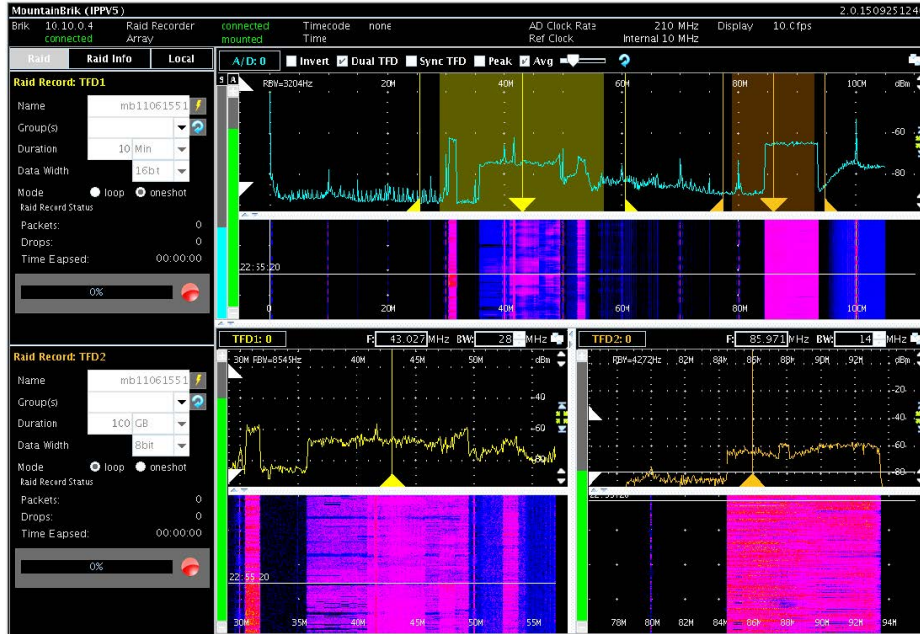 MountainBrik (IPPV5) 2.0.150925124
Brik 10.10.0.4 Raid Recorder connected Timecode none AD Clock Rate 210 MHz Display 10.0fps
connected Array mounted Time Ref Clock Internal 10 MHz
Raid Raid Info Local
A/D: 0 Invert Dual TFD Sync TFD Peak Avg
Raid Record: TFD1
Name mb11061551
Group(s)
Duration 10 Min
Data Width 16bit
Mode loop oneshot
Raid Record Status
Packets: 0
Drops: 0
Time Eapsed: 00:00:00
0%
RBW=3204Hz 20M 40M 60M 80M 100M dBm
-60
-80
22:55:20
0 20M 40M 60M 80M 100M
Raid Record: TFD2
Name mb11061551
Group(s)
Duration 100 GB
Data Width 8bit
Mode loop oneshot
Raid Record Status
Packets: 0
Drops: 0
Time Eapsed: 00:00:00
0%
TFD1: 0 F: 43.027 MHz BW: 28 MHz
30M RBW=8545Hz 40M 45M 50M dBm
-40
-60
-80
22:55:20
30M 35M 40M 45M 50M 55M
TFD2: 0 F: 85.971 MHz BW: 14 MHz
RBW=4272Hz 82M 84M 86M 88M 90M 92M dBm
-20
-40
-60
-80
22:55:20
78M 80M 82M 84M 86M 88M 90M 92M 94M